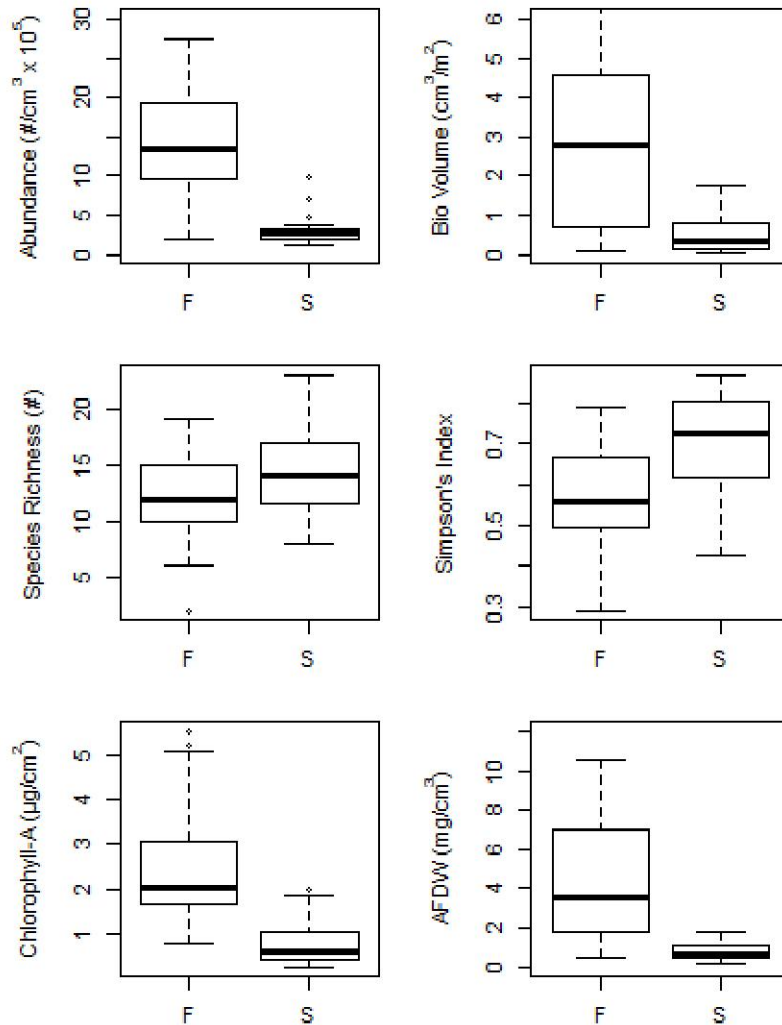 Abundance (#/cm³ x 10⁵)
30
20
10
5
0
F
S
Bio Volume (cm³/m²)
6
5
4
3
2
1
0
F
S
Species Richness (#)
20
15
10
5
F
S
Simpson's Index
0.7
0.5
0.3
F
S
Chlorophyll-A (µg/cm²)
5
4
3
2
1
F
S
AFDW (mg/cm³)
10
8
6
4
2
0
F
S